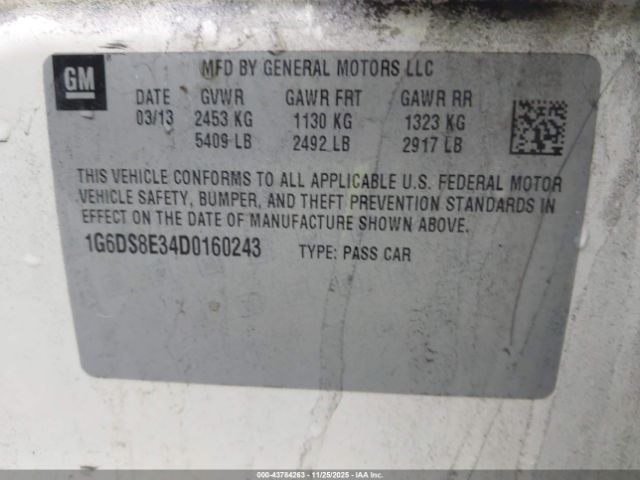 GM
MFD BY GENERAL MOTORS LLC
DATE GVWR GAWR FRT GAWR RR
03/13 2453 KG 1130 KG 1323 KG
5409 LB 2492 LB 2917 LB
THIS VEHICLE CONFORMS TO ALL APPLICABLE U.S. FEDERAL MOTOR
VEHICLE SAFETY, BUMPER, AND THEFT PREVENTION STANDARDS IN
EFFECT ON THE DATE OF MANUFACTURE SHOWN ABOVE.
1G6DS8E34D0160243 TYPE: PASS CAR
000-43784263 - 11/25/2025 - IAAI.COM